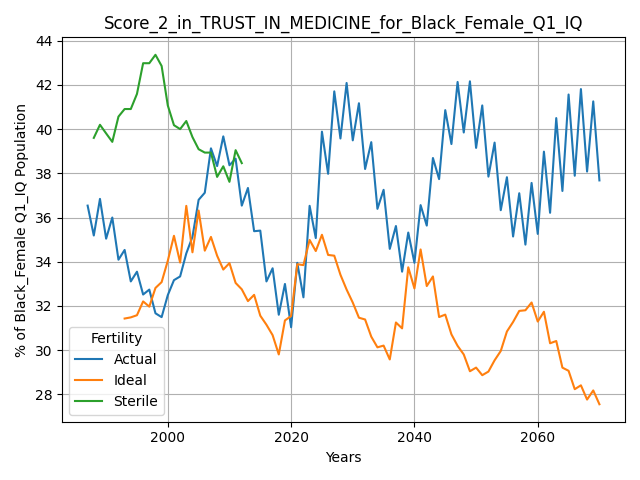 Score_2_in_TRUST_IN_MEDICINE_for_Black_Female_Q1_IQ
% of Black_Female Q1_IQ Population
44
42
40
38
36
34
32
30
28
Fertility
Actual
Ideal
Sterile
2000 2020 2040 2060
Years